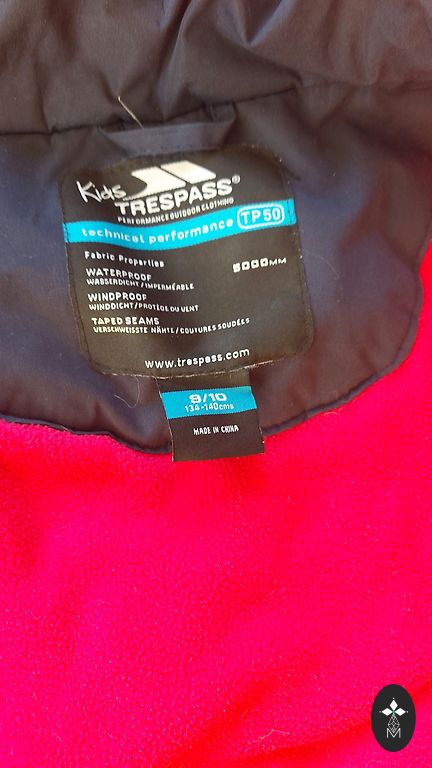 Kids
TRESPASS®
PERFORMANCE OUTDOOR CLOTHING
technical performance TP50
Fabric Properties
WATERPROOF 5000MM
WASSERDICHT/IMPERMÉABLE
WINDPROOF
WINDDICHT/PROTÈGE DU VENT
TAPED SEAMS
VERSCHWEISSTE NÄHTE/COUTURES SOUDÉES
www.trespass.com
9/10
134-140cms
MADE IN CHINA
M